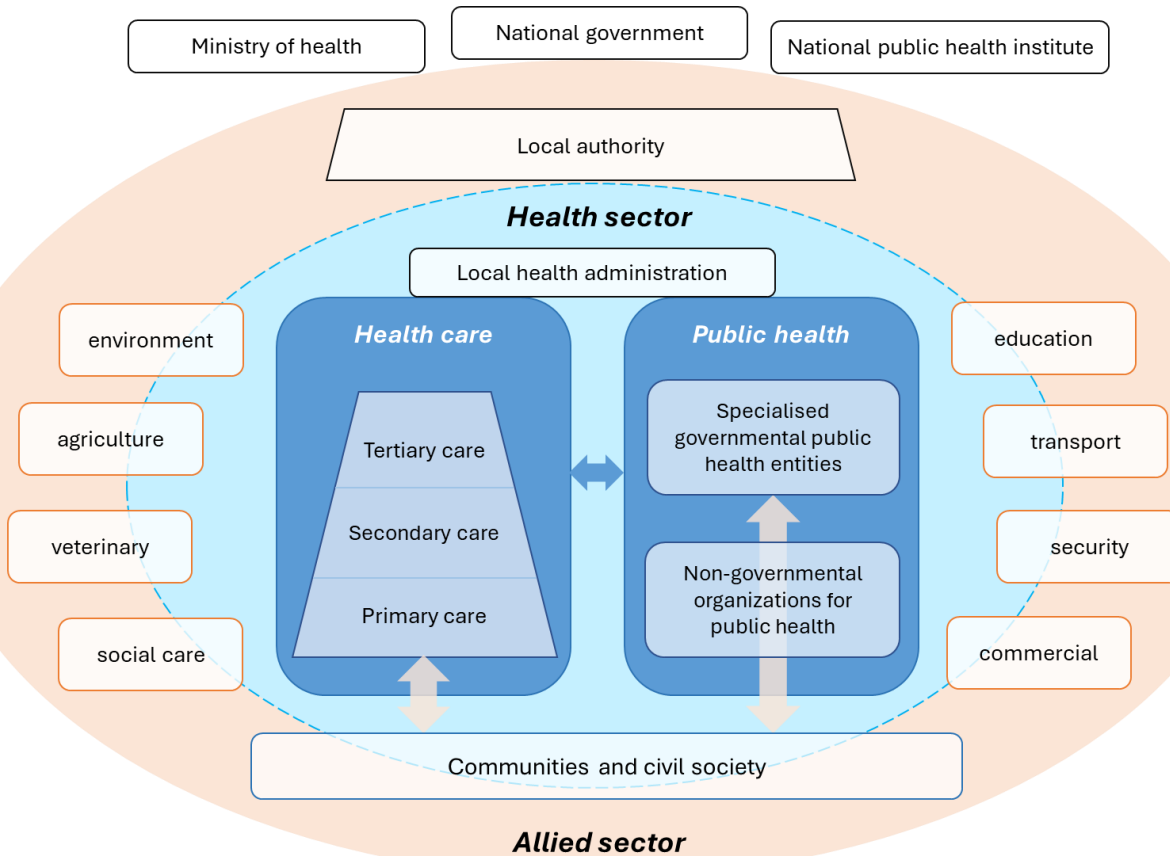 Ministry of health
National government
National public health institute
Local authority
Health sector
Local health administration
Health care
Public health
environment
agriculture
veterinary
social care
Tertiary care
Secondary care
Primary care
Specialised
governmental public
health entities
Non-governmental
organizations for
public health
education
transport
security
commercial
Communities and civil society
Allied sector